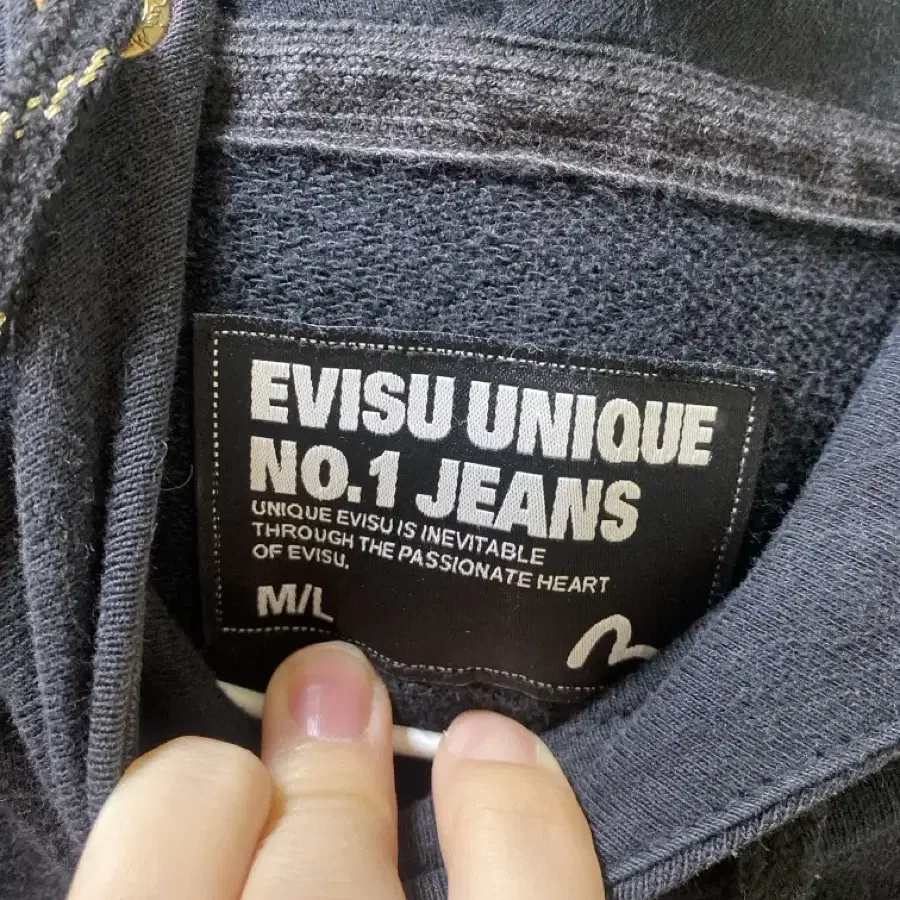 EVISU UNIQUE
NO.1 JEANS
UNIQUE EVISU IS INEVITABLE
THROUGH THE PASSIONATE HEART
OF EVISU.
M/L